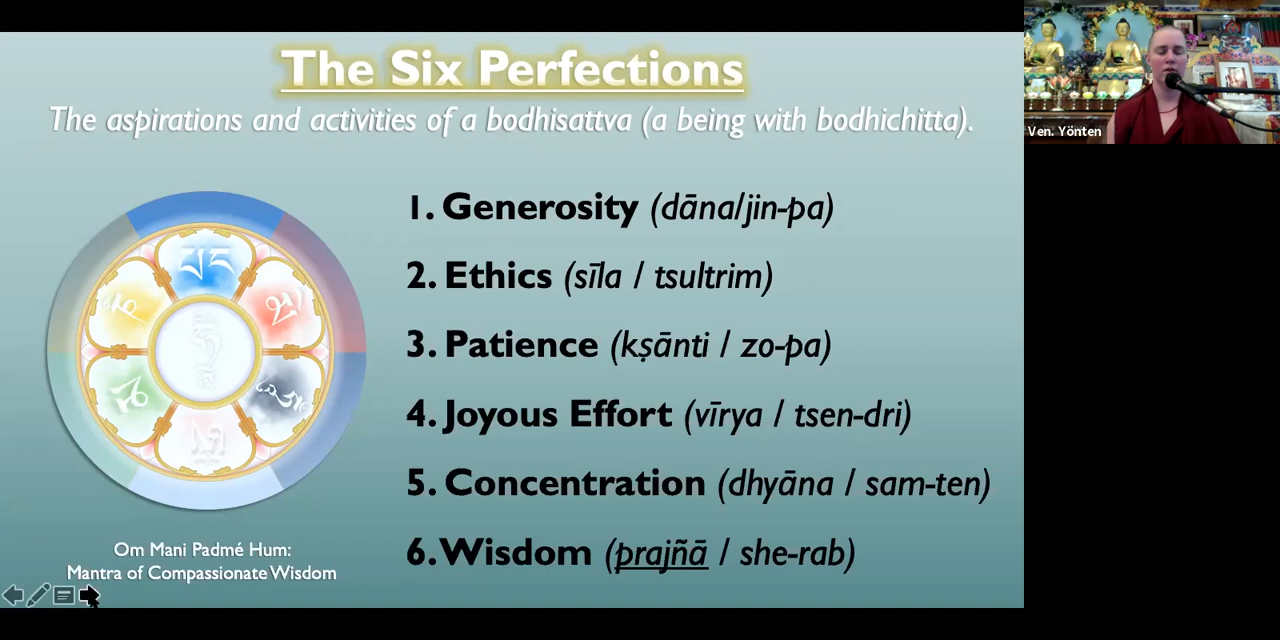 The Six Perfections
The aspirations and activities of a bodhisattva (a being with bodhichitta).
1. Generosity (dāna/jin-pa)
2. Ethics (sīla / tsultrim)
3. Patience (kṣānti / zo-pa)
4. Joyous Effort (vīrya / tsen-dri)
5. Concentration (dhyāna / sam-ten)
6. Wisdom (prajñā / she-rab)
Om Mani Padmé Hum:
Mantra of Compassionate Wisdom
Ven. Yönten